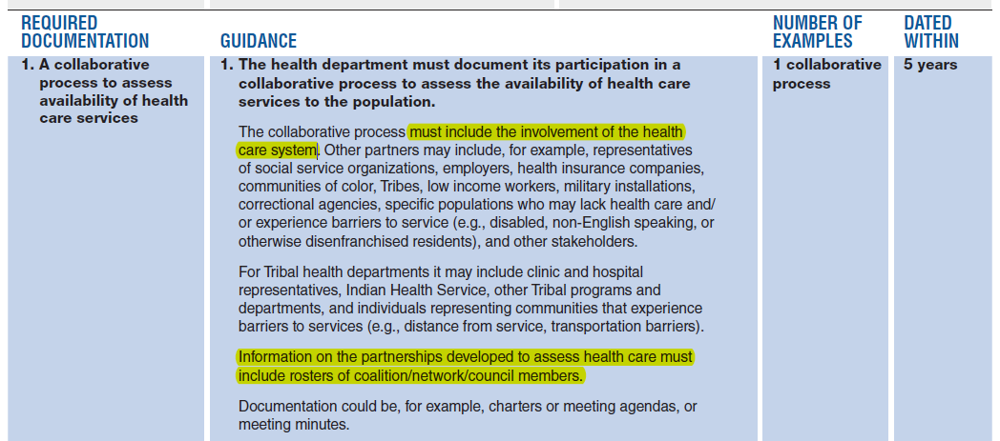 REQUIRED
DOCUMENTATION
GUIDANCE
NUMBER OF
EXAMPLES
DATED
WITHIN
1. A collaborative
process to assess
availability of health
care services
1. The health department must document its participation in a
collaborative process to assess the availability of health care
services to the population.
The collaborative process must include the involvement of the health
care system. Other partners may include, for example, representatives
of social service organizations, employers, health insurance companies,
communities of color, Tribes, low income workers, military installations,
correctional agencies, specific populations who may lack health care and/
or experience barriers to service (e.g., disabled, non-English speaking, or
otherwise disenfranchised residents), and other stakeholders.
For Tribal health departments it may include clinic and hospital
representatives, Indian Health Service, other Tribal programs and
departments, and individuals representing communities that experience
barriers to services (e.g., distance from service, transportation barriers).
Information on the partnerships developed to assess health care must
include rosters of coalition/network/council members.
Documentation could be, for example, charters or meeting agendas, or
meeting minutes.
1 collaborative
process
5 years